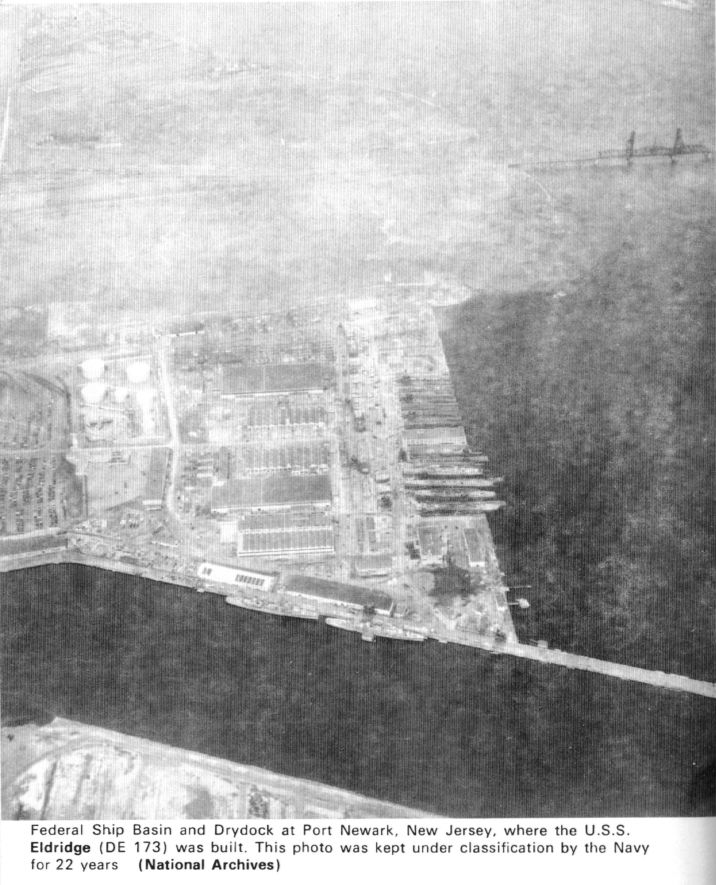 Federal Ship Basin and Drydock at Port Newark, New Jersey, where the U.S.S.
Eldridge (DE 173) was built. This photo was kept under classification by the Navy
for 22 years (National Archives)